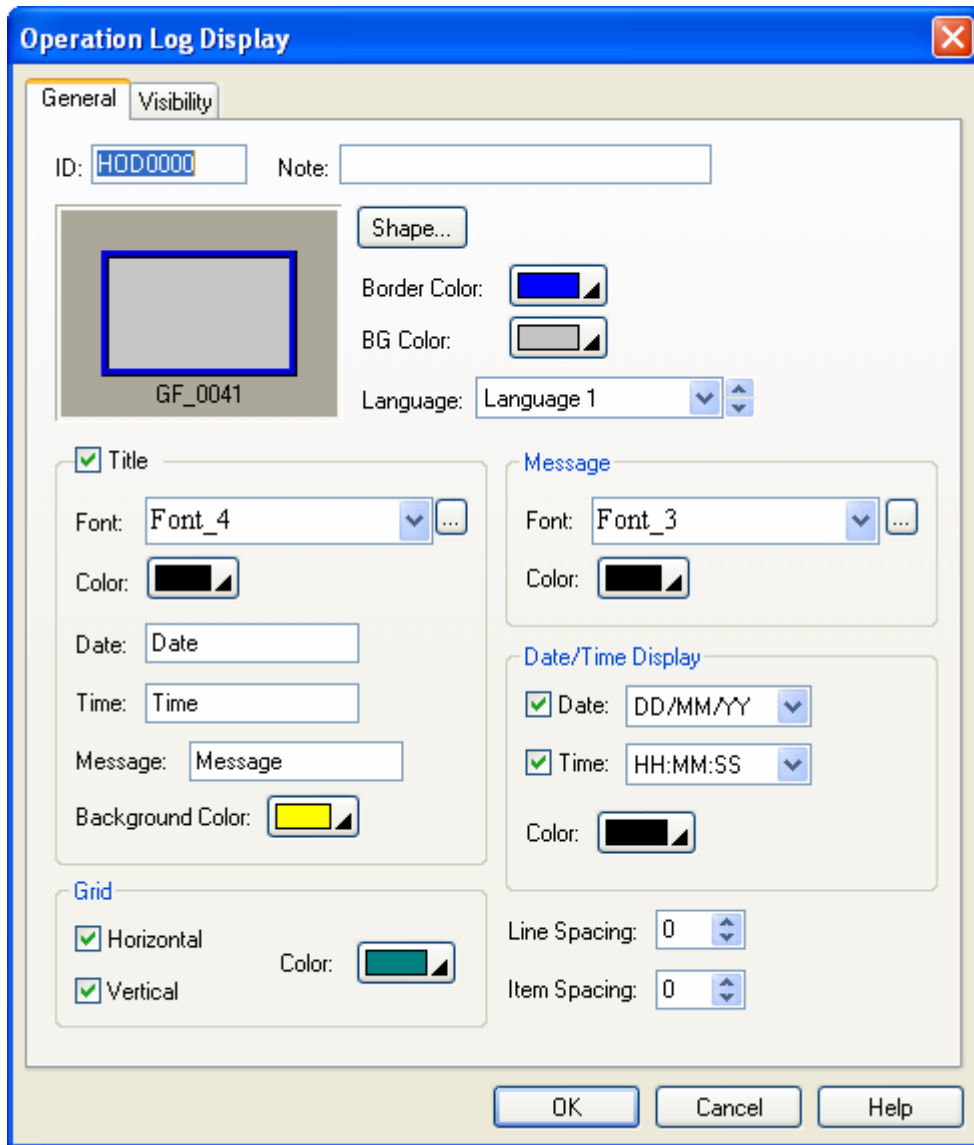 Operation Log Display
General Visibility
ID: HOD0000 Note:
Shape...
Border Color:
BG Color:
GF_0041
Language: Language 1
Title
Font: Font_4 ...
Color:
Date: Date
Time: Time
Message: Message
Background Color:
Message
Font: Font_3 ...
Color:
Date/Time Display
Date: DD/MM/YY
Time: HH:MM:SS
Color:
Grid
Horizontal
Vertical
Color:
Line Spacing: 0
Item Spacing: 0
OK Cancel Help